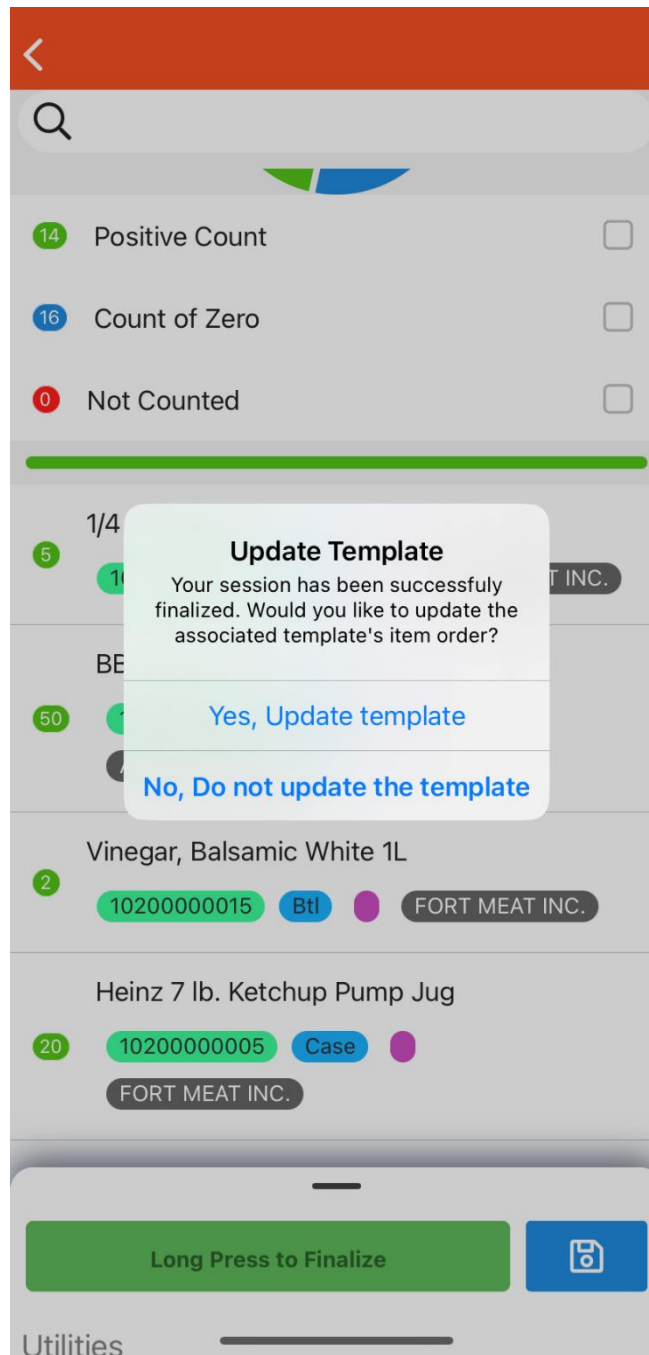 14 Positive Count
16 Count of Zero
0 Not Counted
1/4
5
T INC.
Update Template
Your session has been successfuly
finalized. Would you like to update the
associated template's item order?
Yes, Update template
No, Do not update the template
50
Vinegar, Balsamic White 1L
2
10200000015 Btl FORT MEAT INC.
Heinz 7 lb. Ketchup Pump Jug
20 10200000005 Case
FORT MEAT INC.
Long Press to Finalize
Utilities